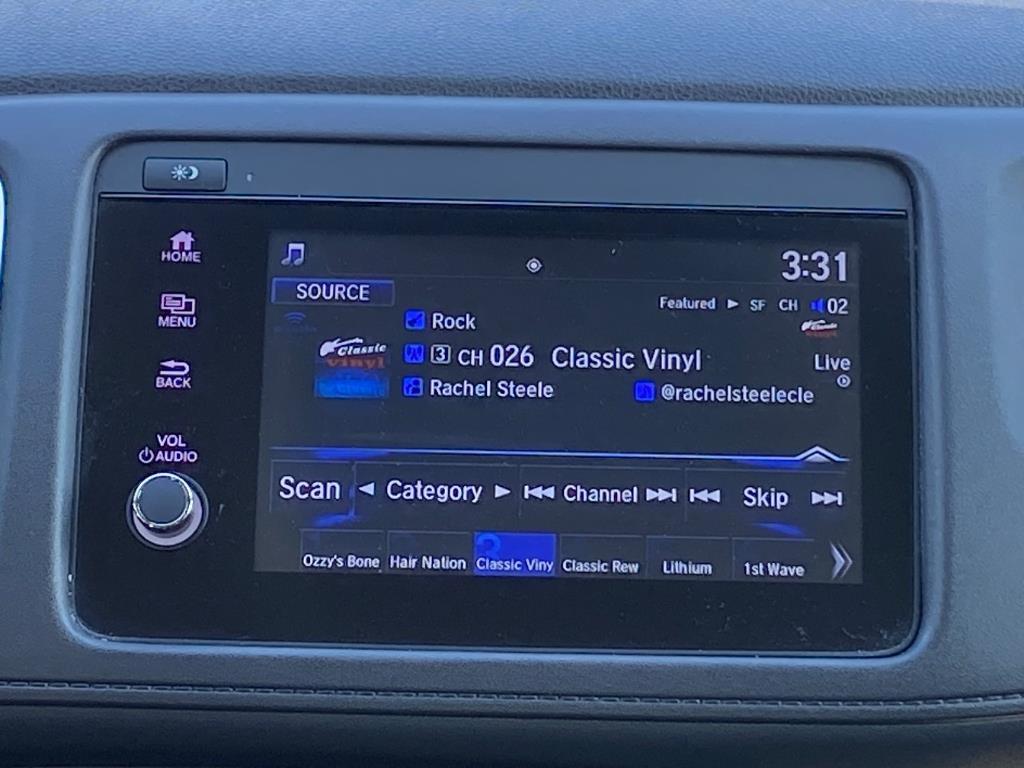 HOME
MENU
BACK
VOL
AUDIO
3:31
SOURCE
Featured ► SF CH 02
Rock
Classic
vinyl
3 CH 026 Classic Vinyl
Live
Rachel Steele
@rachelsteelecle
Scan ◄ Category ► Channel Skip
Ozzy's Bone
Hair Nation
3
Classic Viny
Classic Rew
Lithium
1st Wave